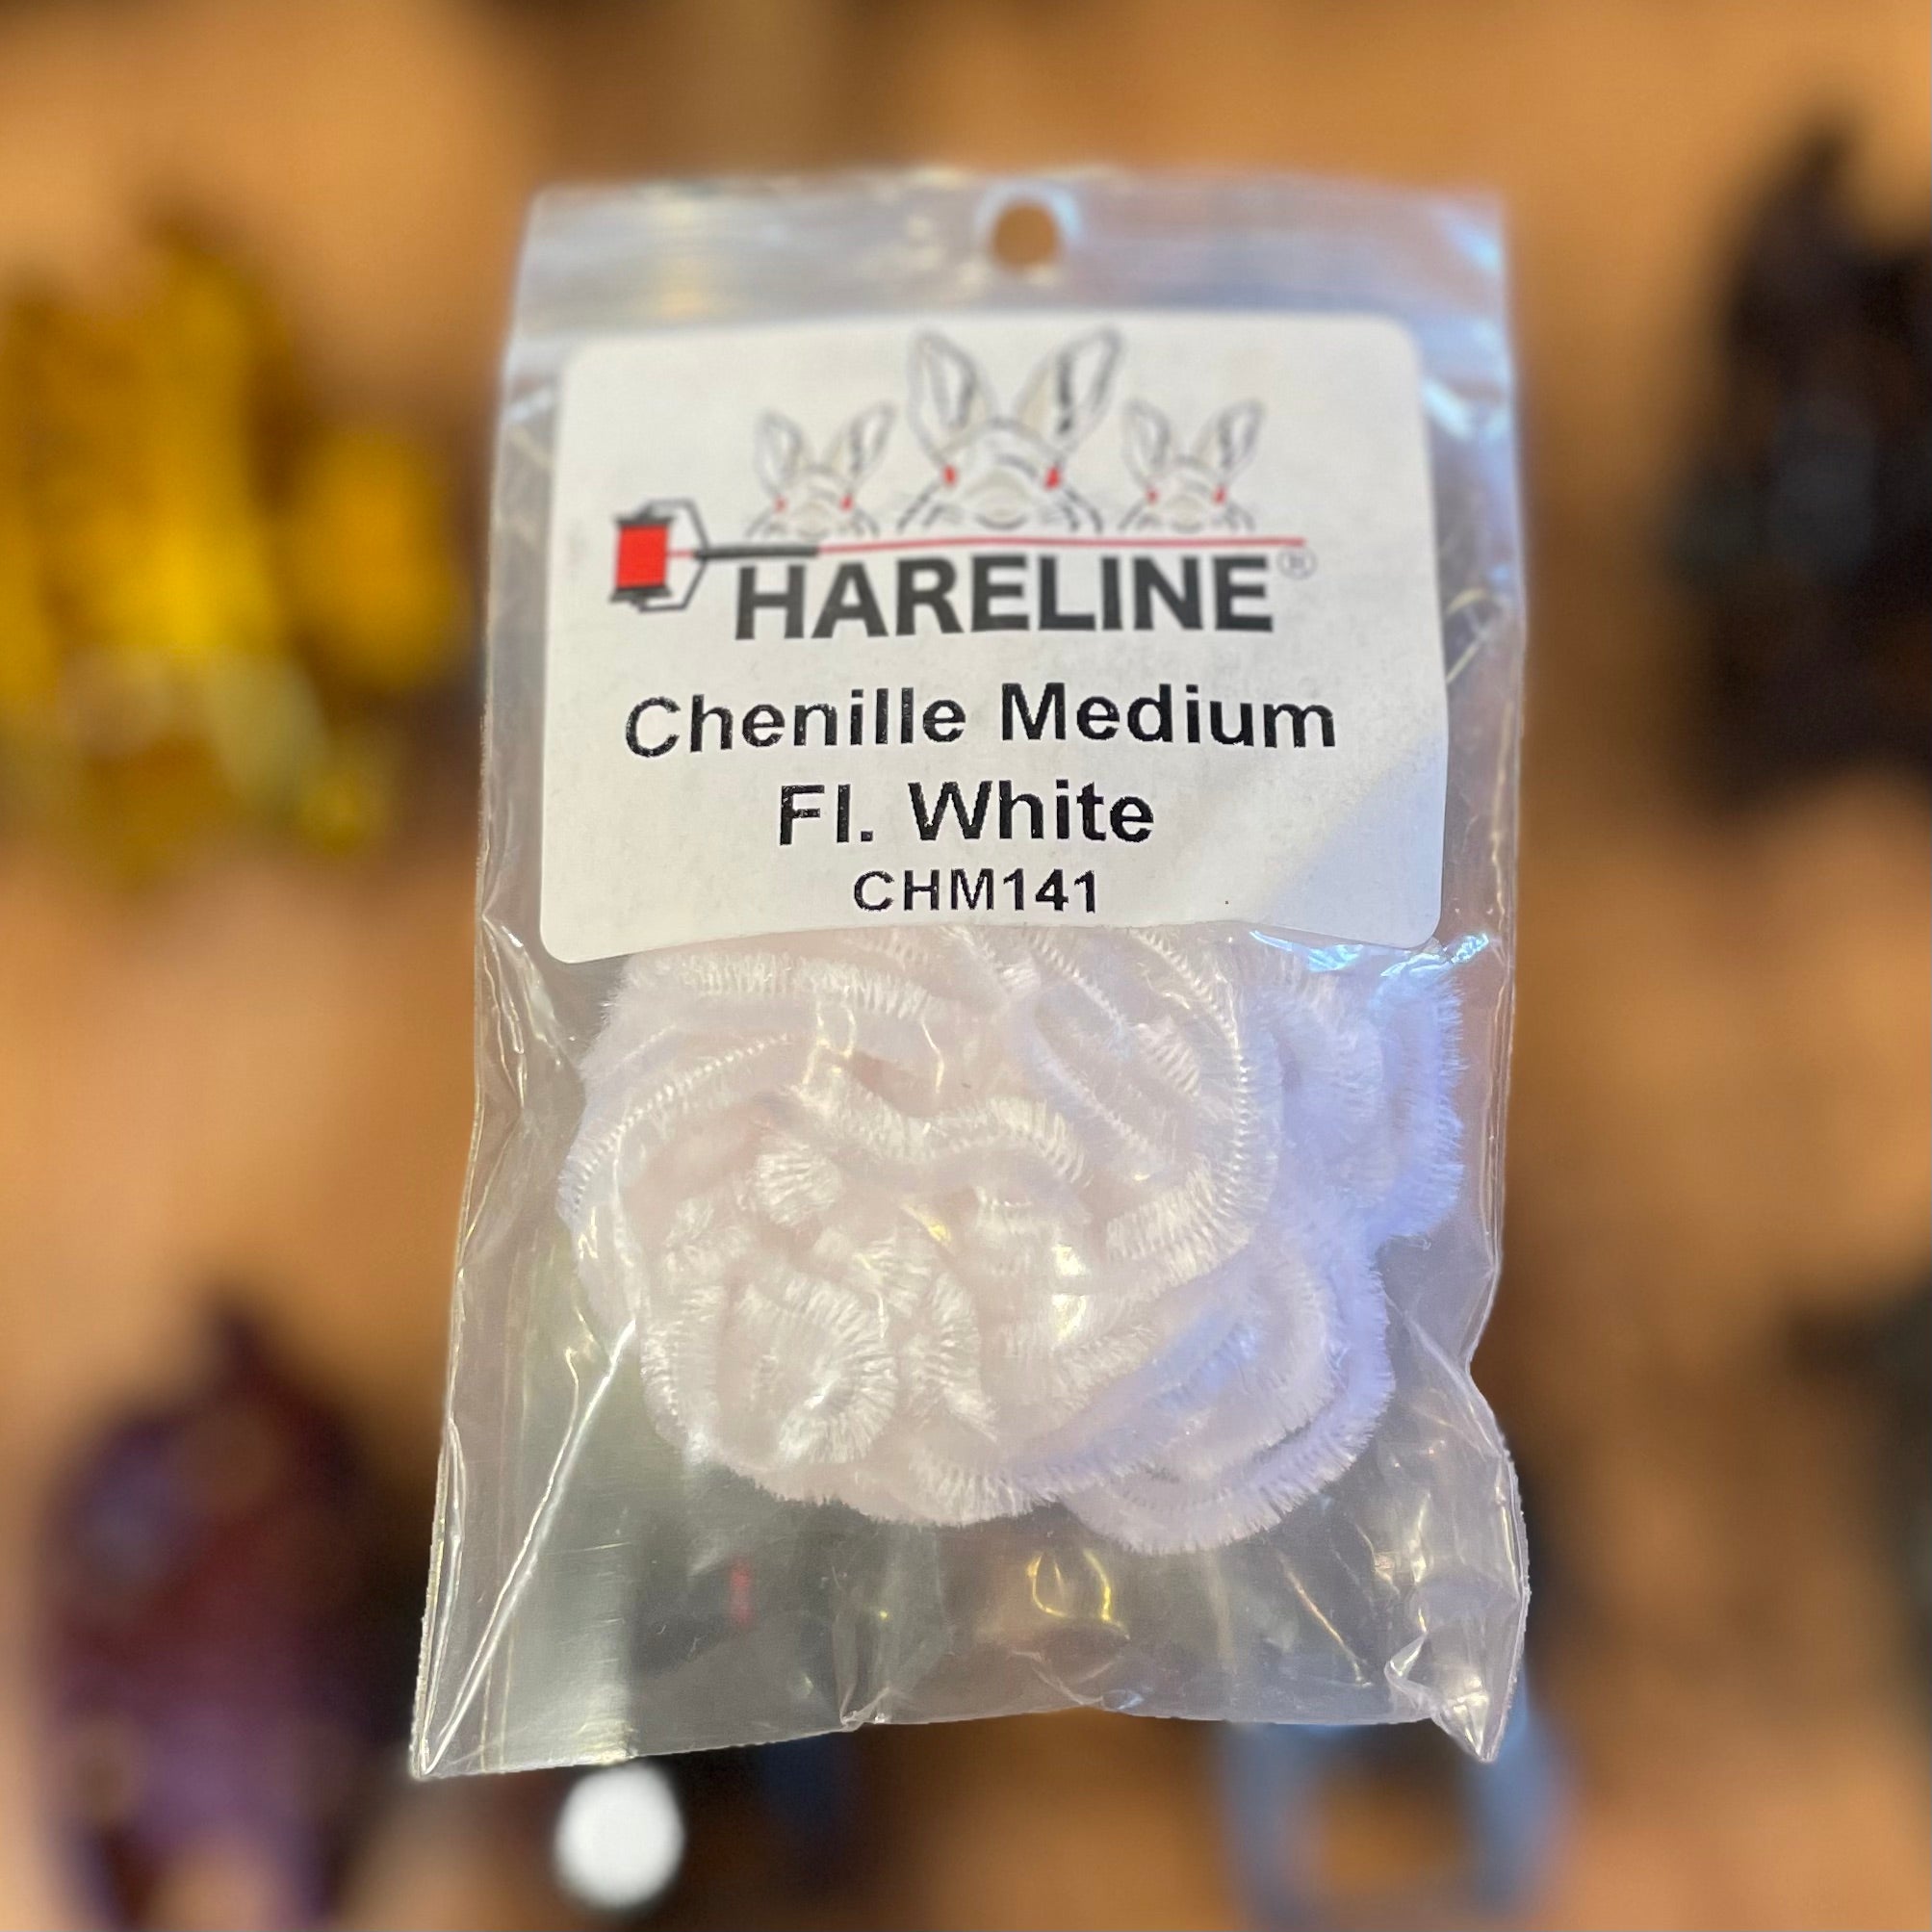 HARELINE®
Chenille Medium
Fl. White
CHM141